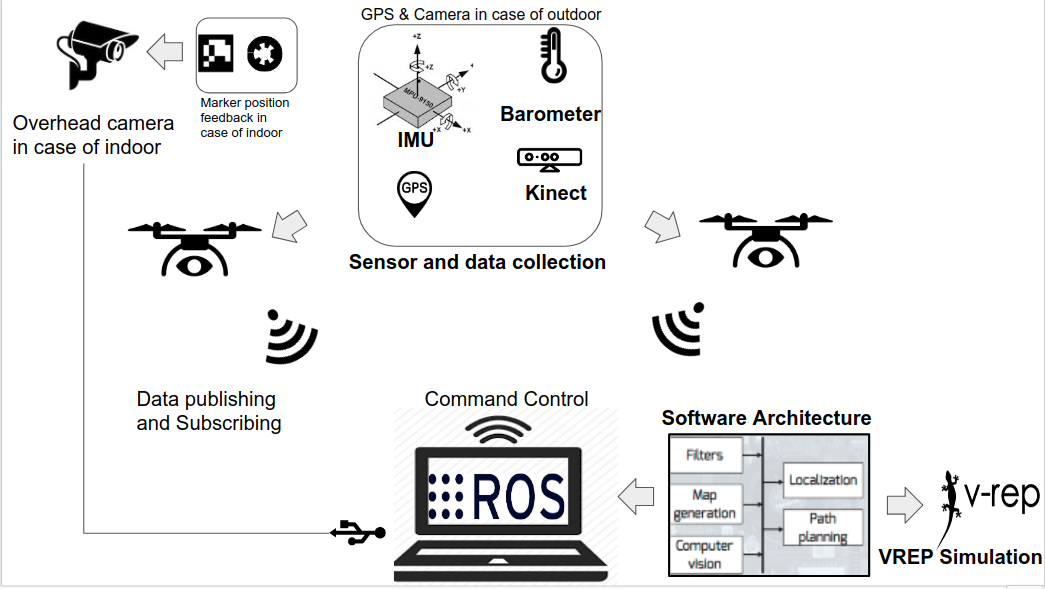 GPS & Camera in case of outdoor
Marker position
feedback in
case of indoor
Overhead camera
in case of indoor
+Z
+Z
+Y
MPU-9150
+X
+X
IMU
Barometer
Kinect
GPS
Sensor and data collection
Data publishing
and Subscribing
Command Control
ROS
Software Architecture
Filters
Map
generation
Computer
vision
Localization
Path
planning
v-rep
VREP Simulation